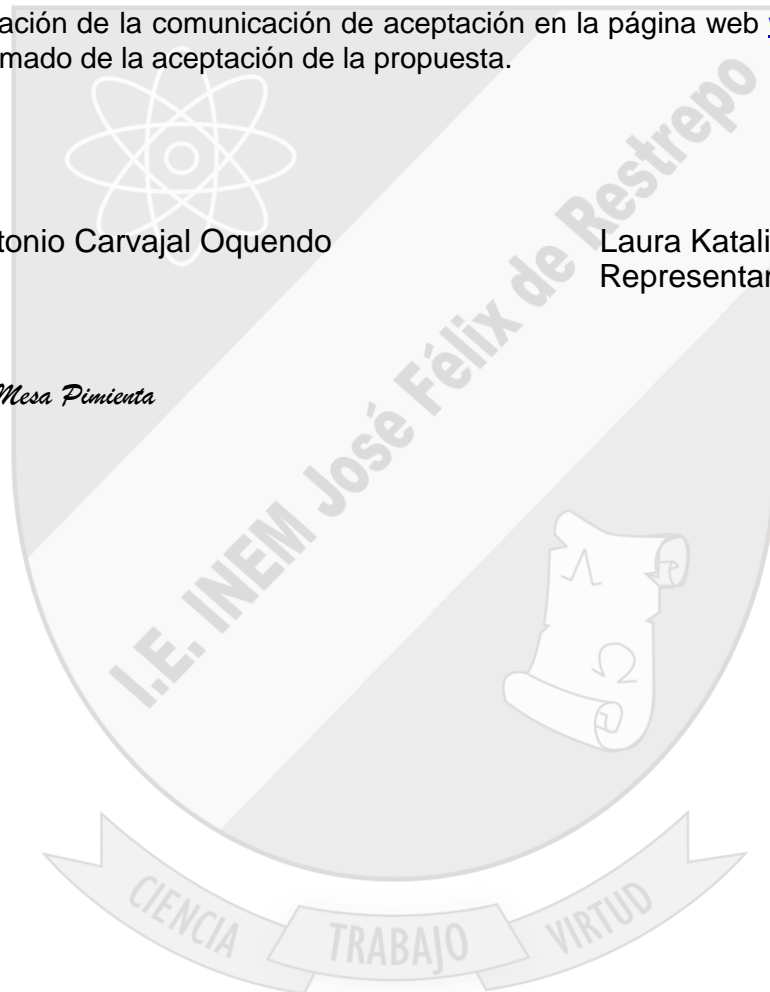 ación de la comunicación de aceptación en la página web
mado de la aceptación de la propuesta.
tonio Carvajal Oquendo
Laura Katali
Representar
Mesa Pimienta
I.E. INEM José Félix de Restrepo
Λ
Ω
CIENCIA TRABAJO VIRTUD